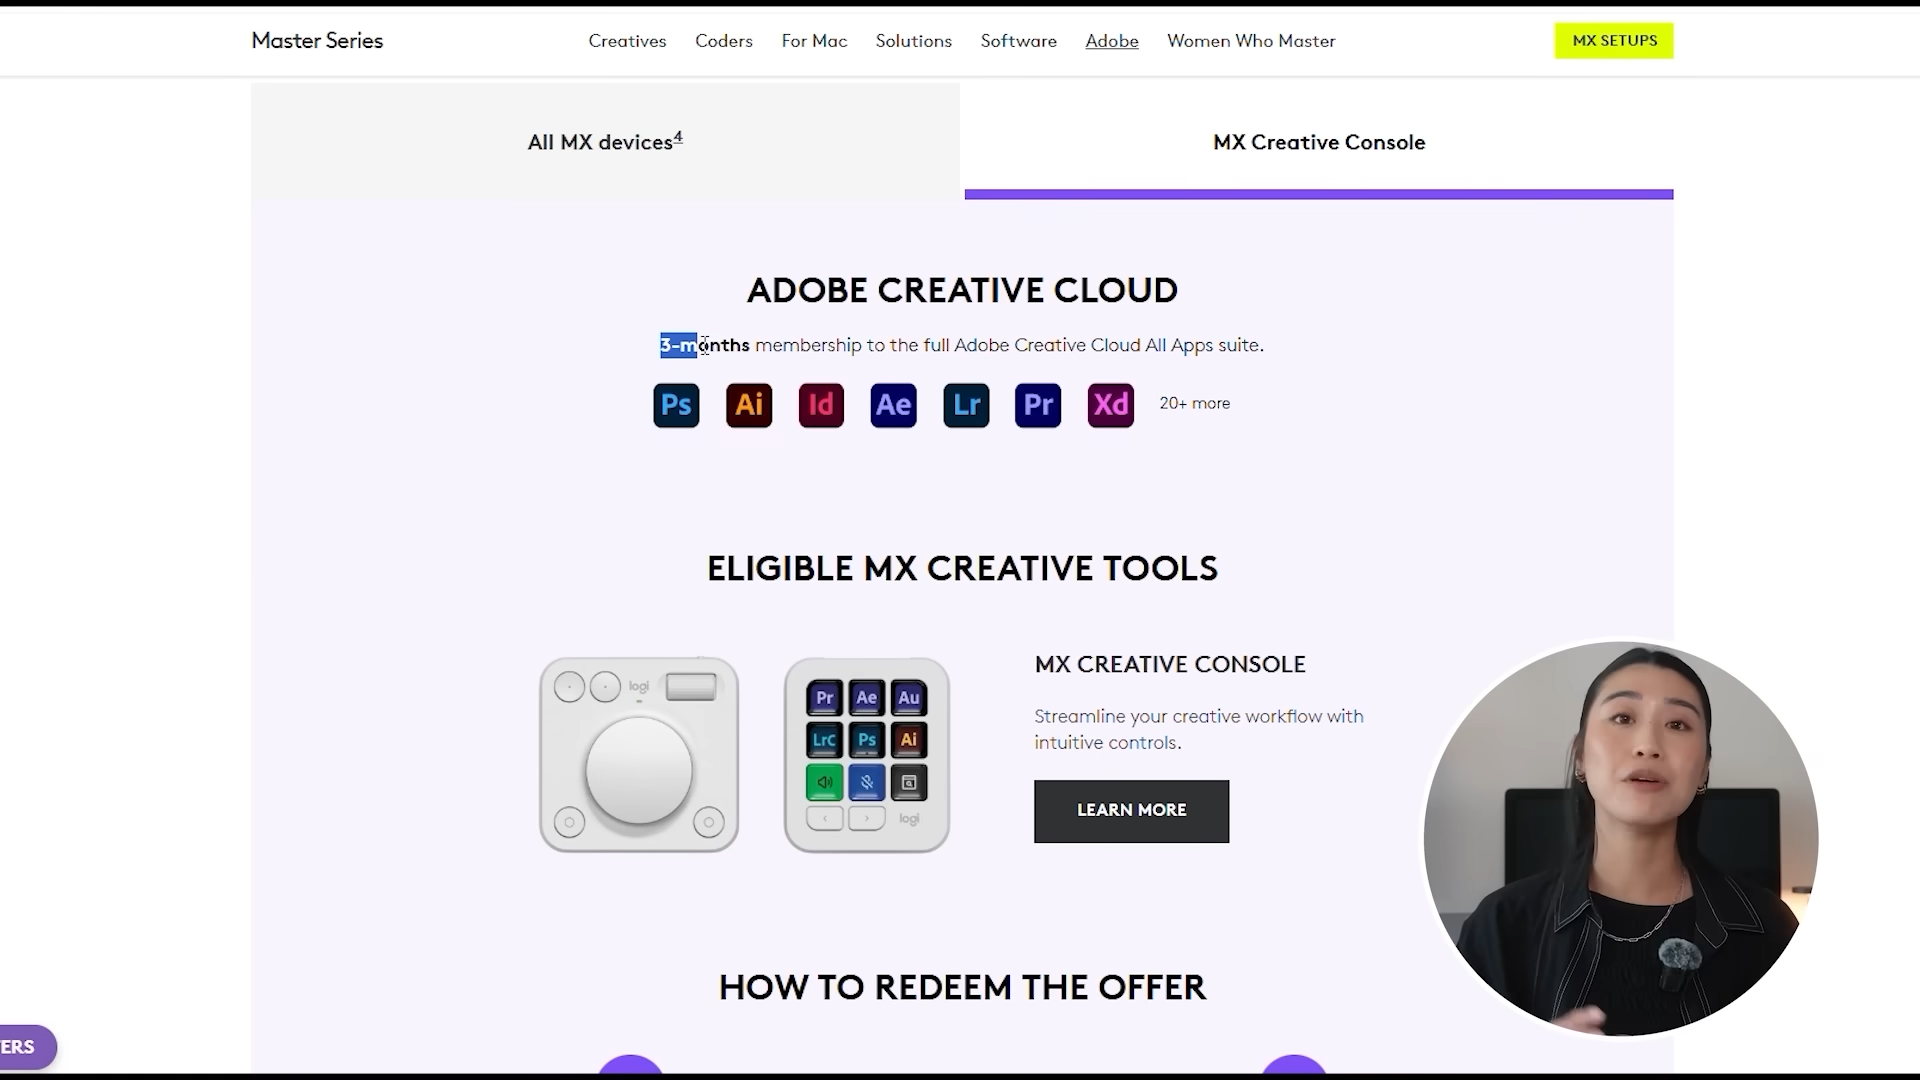 Master Series
Creatives
Coders
For Mac
Solutions
Software
Adobe
Women Who Master
MX SETUPS
All MX devices4
MX Creative Console
ADOBE CREATIVE CLOUD
3-months membership to the full Adobe Creative Cloud All Apps suite.
Ps
Ai
Id
Ae
Lr
Pr
Xd
20+ more
ELIGIBLE MX CREATIVE TOOLS
logi
Pr
Ae
Au
LrC
Ps
Ai
logi
MX CREATIVE CONSOLE
Streamline your creative workflow with
intuitive controls.
LEARN MORE
HOW TO REDEEM THE OFFER